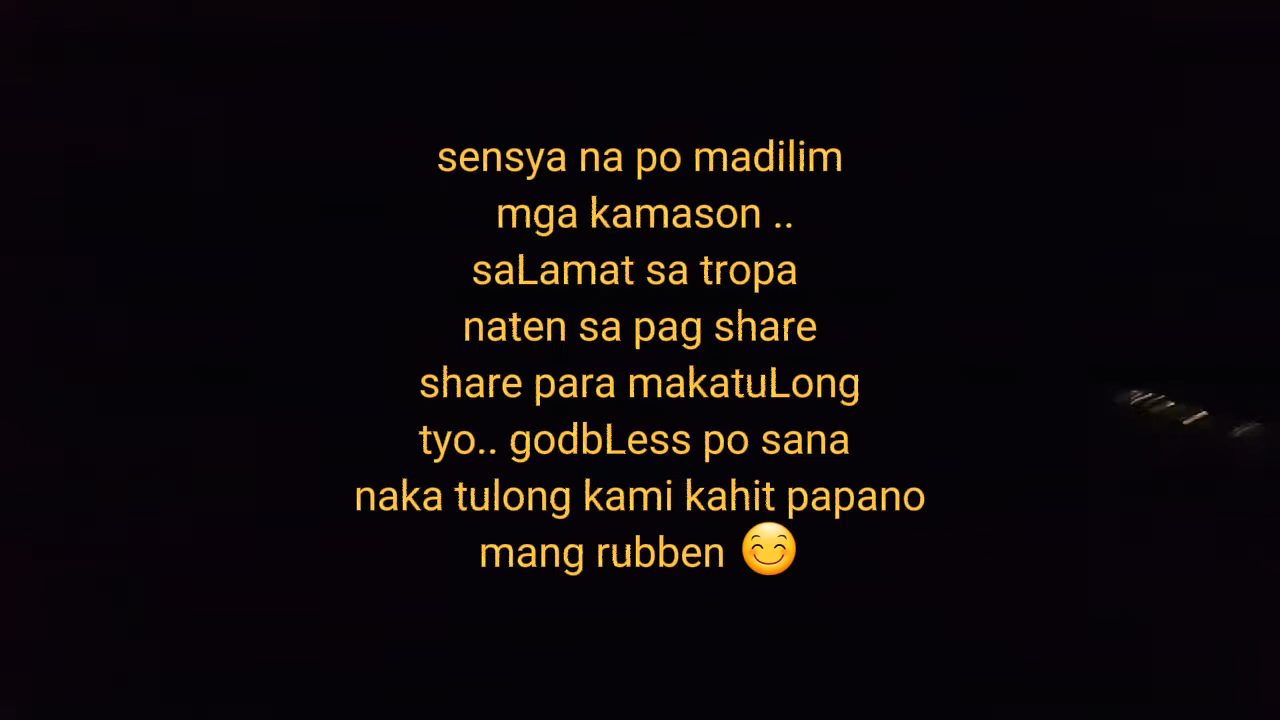 sensya na po madilim
mga kamason ..
saLamat sa tropa
naten sa pag share
share para makatuLong
tyo.. godbLess po sana
naka tulong kami kahit papano
mang rubben 😊